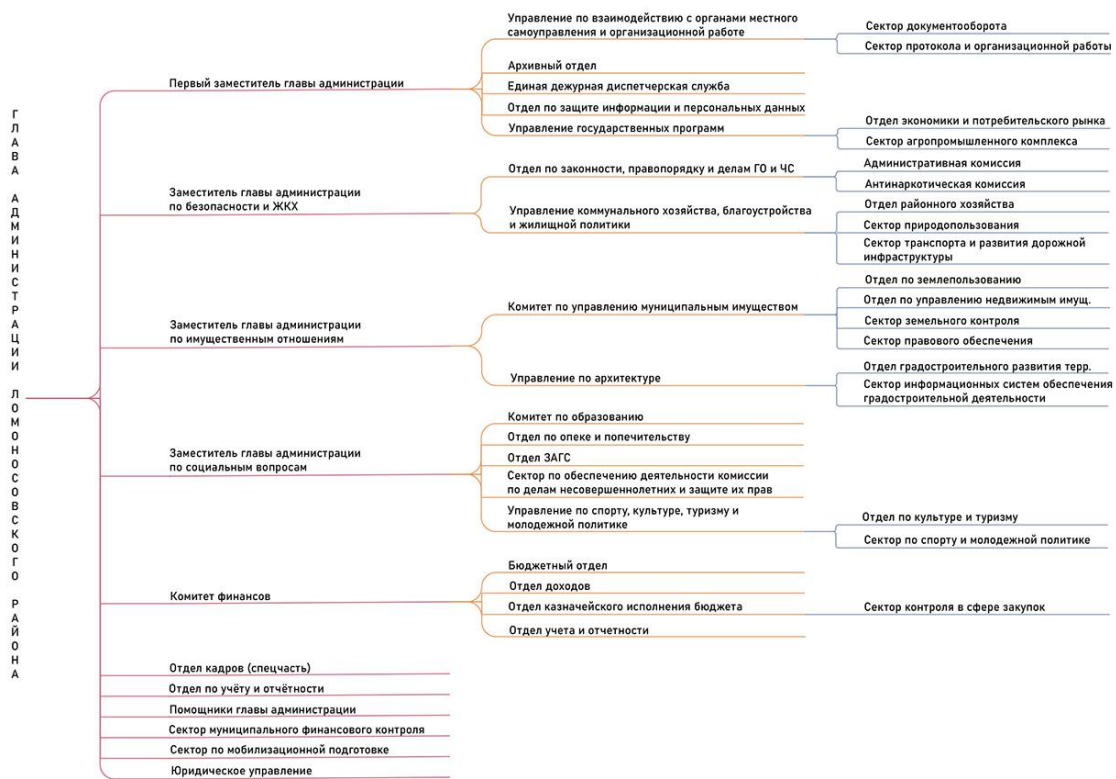 ГЛАВА АДМИНИСТРАЦИИ ЛОМОНОСОВСКОГО РАЙОНА
Первый заместитель главы администрации
Управление по взаимодействию с органами местного
самоуправления и организационной работе
Сектор документооборота
Сектор протокола и организационной работы
Архивный отдел
Единая дежурная диспетчерская служба
Отдел по защите информации и персональных данных
Управление государственных программ
Отдел экономики и потребительского рынка
Сектор агропромышленного комплекса
Заместитель главы администрации
по безопасности и ЖКХ
Отдел по законности, правопорядку и делам ГО и ЧС
Административная комиссия
Антинаркотическая комиссия
Управление коммунального хозяйства, благоустройства
и жилищной политики
Отдел районного хозяйства
Сектор природопользования
Сектор транспорта и развития дорожной
инфраструктуры
Заместитель главы администрации
по имущественным отношениям
Комитет по управлению муниципальным имуществом
Отдел по землепользованию
Отдел по управлению недвижимым имущ.
Сектор земельного контроля
Сектор правового обеспечения
Управление по архитектуре
Отдел градостроительного развития терр.
Сектор информационных систем обеспечения
градостроительной деятельности
Заместитель главы администрации
по социальным вопросам
Комитет по образованию
Отдел по опеке и попечительству
Отдел ЗАГС
Сектор по обеспечению деятельности комиссии
по делам несовершеннолетних и защите их прав
Управление по спорту, культуре, туризму и
молодежной политике
Отдел по культуре и туризму
Сектор по спорту и молодежной политике
Комитет финансов
Бюджетный отдел
Отдел доходов
Отдел казначейского исполнения бюджета
Сектор контроля в сфере закупок
Отдел учета и отчетности
Отдел кадров (спецчасть)
Отдел по учёту и отчётности
Помощники главы администрации
Сектор муниципального финансового контроля
Сектор по мобилизационной подготовке
Юридическое управление